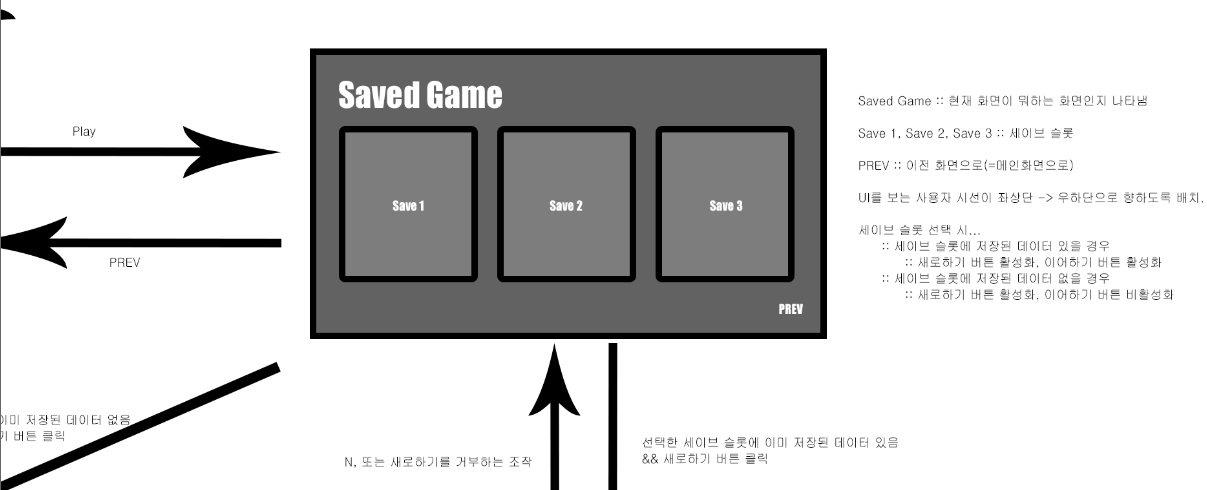 Saved Game
Save 1
Save 2
Save 3
PREV
Play
PREV
Saved Game :: 현재 화면이 뭐하는 화면인지 나타냄
Save 1, Save 2, Save 3 :: 세이브 슬롯
PREV :: 이전 화면으로(=메인화면으로)
UI를 보는 사용자 시선이 좌상단 -> 우하단으로 향하도록 배치.
세이브 슬롯 선택 시...
:: 세이브 슬롯에 저장된 데이터 있을 경우
:: 새로하기 버튼 활성화, 이어하기 버튼 활성화
:: 세이브 슬롯에 저장된 데이터 없을 경우
:: 새로하기 버튼 활성화, 이어하기 버튼 비활성화
이미 저장된 데이터 없음
기 버튼 클릭
N, 또는 새로하기를 거부하는 조작
선택한 세이브 슬롯에 이미 저장된 데이터 있음
&& 새로하기 버튼 클릭